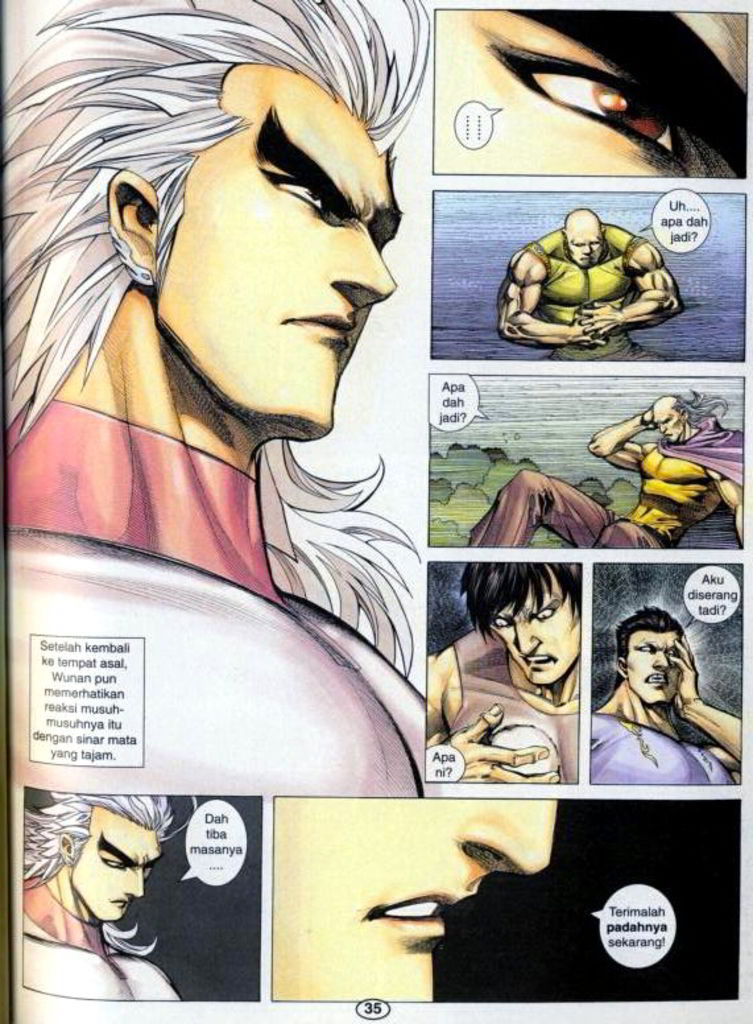 Setelah kembali
ke tempat asal,
Wunan pun
memerhatikan
reaksi musuh-
musuhnya itu
dengan sinar mata
yang tajam.
Uh....
apa dah
jadi?
Apa
dah
jadi?
Apa
ni?
Aku
diserang
tadi?
Dah
tiba
masanya
....
Terimalah
padahnya
sekarang!
35